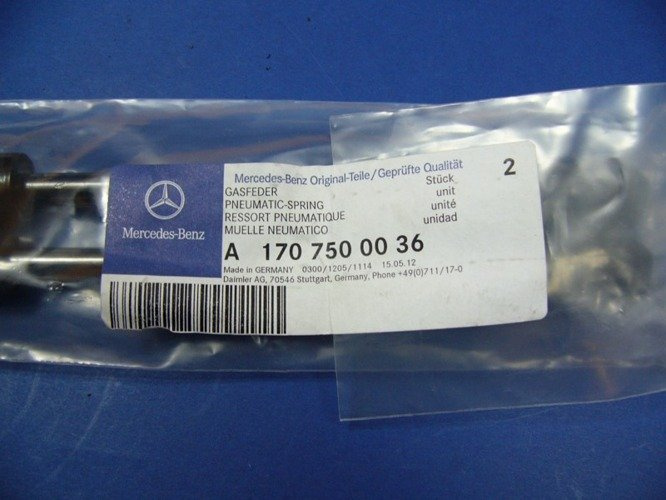 Mercedes-Benz Original-Teile/Geprüfte Qualität
GASFEDER Stück 2
PNEUMATIC-SPRING unit
RESSORT PNEUMATIQUE unité
MUELLE NEUMATICO unidad
Mercedes-Benz
A 170 750 00 36
Made in GERMANY 0300/1205/1114 15.05.12
Daimler AG, 70546 Stuttgart, Germany, Phone +49(0)711/17-0